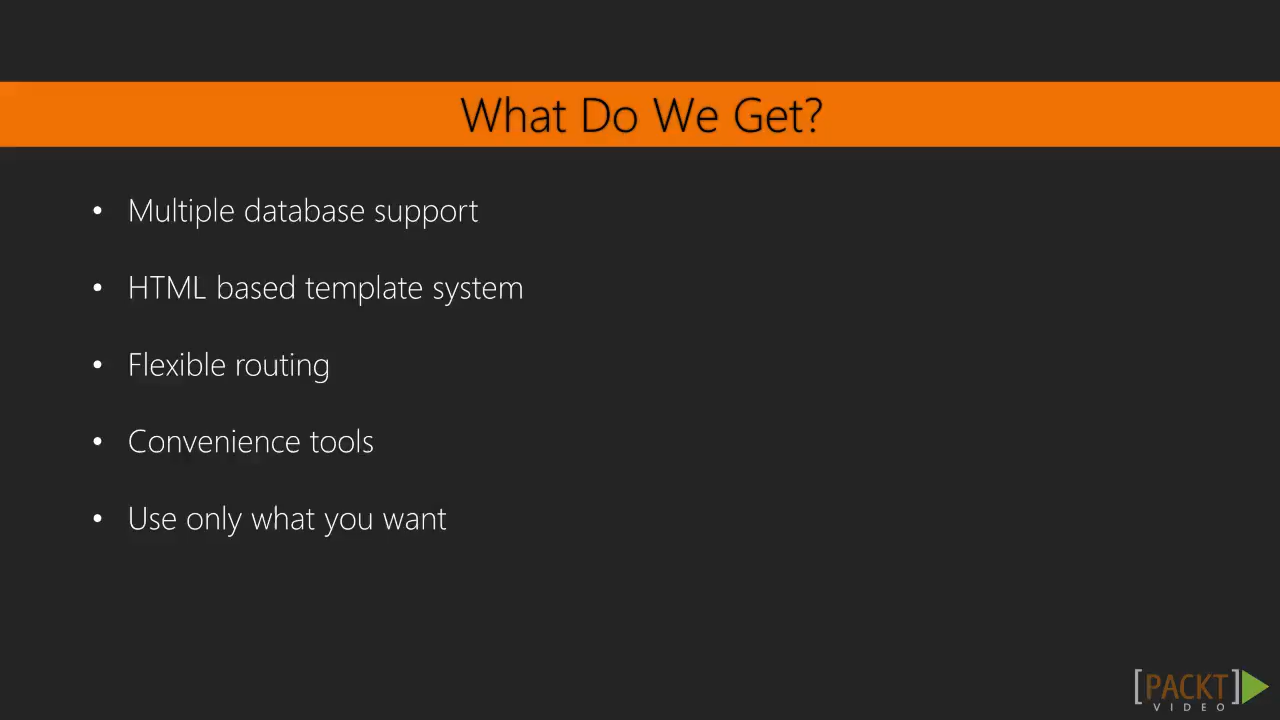 What Do We Get?
• Multiple database support
• HTML based template system
• Flexible routing
• Convenience tools
• Use only what you want
[PACKT]
VIDEO